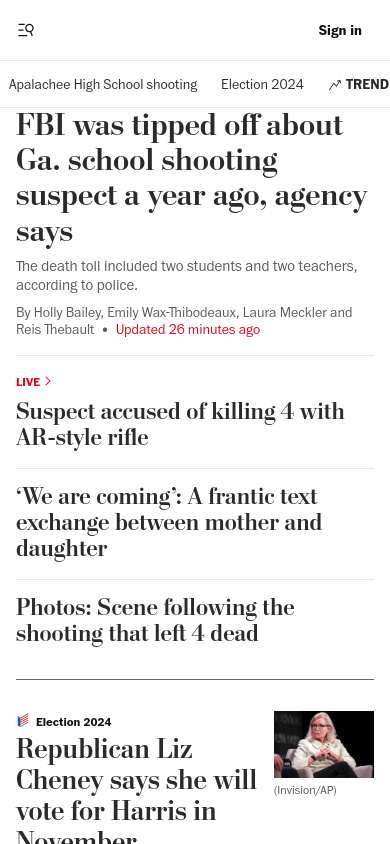 Sign in
Apalachee High School shooting
Election 2024
TREND
FBI was tipped off about
Ga. school shooting
suspect a year ago, agency
says
The death toll included two students and two teachers,
according to police.
By Holly Bailey, Emily Wax-Thibodeaux, Laura Meckler and
Reis Thebault • Updated 26 minutes ago
LIVE
Suspect accused of killing 4 with
AR-style rifle
‘We are coming’: A frantic text
exchange between mother and
daughter
Photos: Scene following the
shooting that left 4 dead
Election 2024
Republican Liz
Cheney says she will
vote for Harris in
November
(Invision/AP)